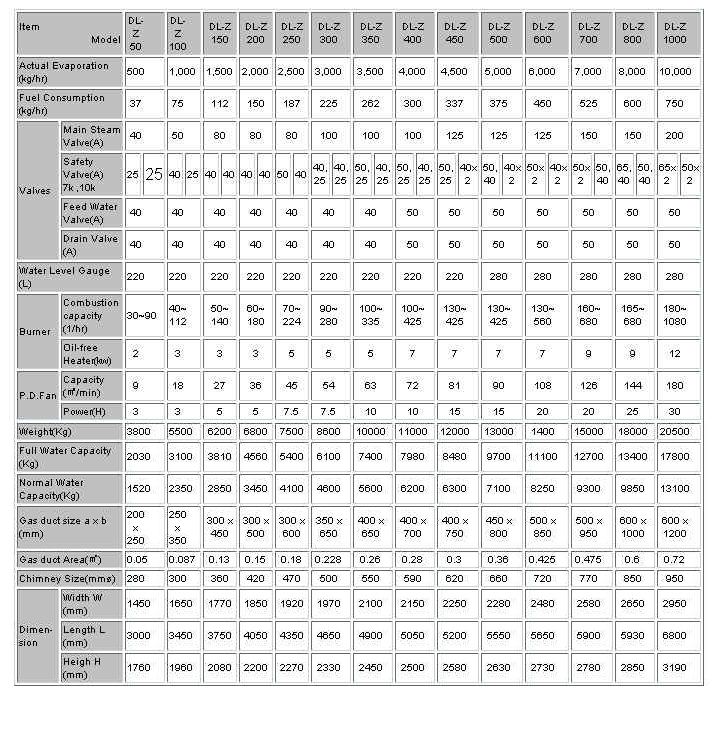 Item Model DL-Z 50 DL-Z 100 DL-Z 150 DL-Z 200 DL-Z 250 DL-Z 300 DL-Z 350 DL-Z 400 DL-Z 450 DL-Z 500 DL-Z 600 DL-Z 700 DL-Z 800 DL-Z 1000
Actual Evaporation (kg/hr) 500 1,000 1,500 2,000 2,500 3,000 3,500 4,000 4,500 5,000 6,000 7,000 8,000 10,000
Fuel Consumption (kg/hr) 37 75 112 150 187 225 262 300 337 375 450 525 600 750
Valves Main Steam Valve(A) 40 50 80 80 80 100 100 100 125 125 125 150 150 200
Safety Valve(A) 7k ,10k 25 25 40 25 40 40 40 40 50 40 40, 25 40, 25 50, 25 40, 25 50, 25 40, 25 50, 25 40× 2 50, 40 40× 2 50× 2 40× 2 50× 2 50, 40 65, 50 50, 40 65× 2 50× 2
Feed Water Valve(A) 40 40 40 40 40 40 40 50 50 50 50 50 50 50
Drain Valve (A) 40 40 40 40 40 40 40 50 50 50 50 50 50 50
Water Level Gauge (L) 220 220 220 220 220 220 220 220 220 280 280 280 280 280
Burner Combustion capacity (1/hr) 30~90 40~ 112 50~ 140 60~ 180 70~ 224 90~ 280 100~ 335 100~ 425 130~ 425 130~ 425 130~ 560 160~ 680 165~ 680 180~ 1080
Oil-free Heater(kw) 2 3 3 3 5 5 5 7 7 7 7 9 9 12
P.D.Fan Capacity (㎥/min) 9 18 27 36 45 54 63 72 81 90 108 126 144 180
Power(H) 3 3 5 5 7.5 7.5 10 10 15 15 20 20 25 30
Weight(Kg) 3800 5500 6200 6800 7500 8600 10000 11000 12000 13000 1400 15000 18000 20500
Full Water Capacity (Kg) 2030 3100 3810 4560 5400 6100 7400 7980 8480 9700 11100 12700 13400 17800
Normal Water Capacity(Kg) 1520 2350 2850 3450 4100 4600 5600 6200 6300 7100 8250 9300 9850 13100
Gas duct size a x b (mm) 200 × 250 250 × 350 300 × 450 300 × 500 300 × 600 350 × 650 400 × 650 400 × 700 400 × 750 450 × 800 500 × 850 500 × 950 600 × 1000 600 × 1200
Gas duct Area(㎡) 0.05 0.087 0.13 0.15 0.18 0.228 0.26 0.28 0.3 0.36 0.425 0.475 0.6 0.72
Chimney Size(mmø) 280 300 360 420 470 500 550 590 620 660 720 770 850 950
Dimen-sion Width W (mm) 1450 1650 1770 1850 1920 1970 2100 2150 2250 2280 2480 2580 2650 2950
Length L (mm) 3000 3450 3750 4050 4350 4650 4900 5050 5200 5550 5650 5900 5930 6800
Heigh H (mm) 1760 1960 2080 2200 2270 2330 2450 2500 2580 2630 2730 2780 2850 3190